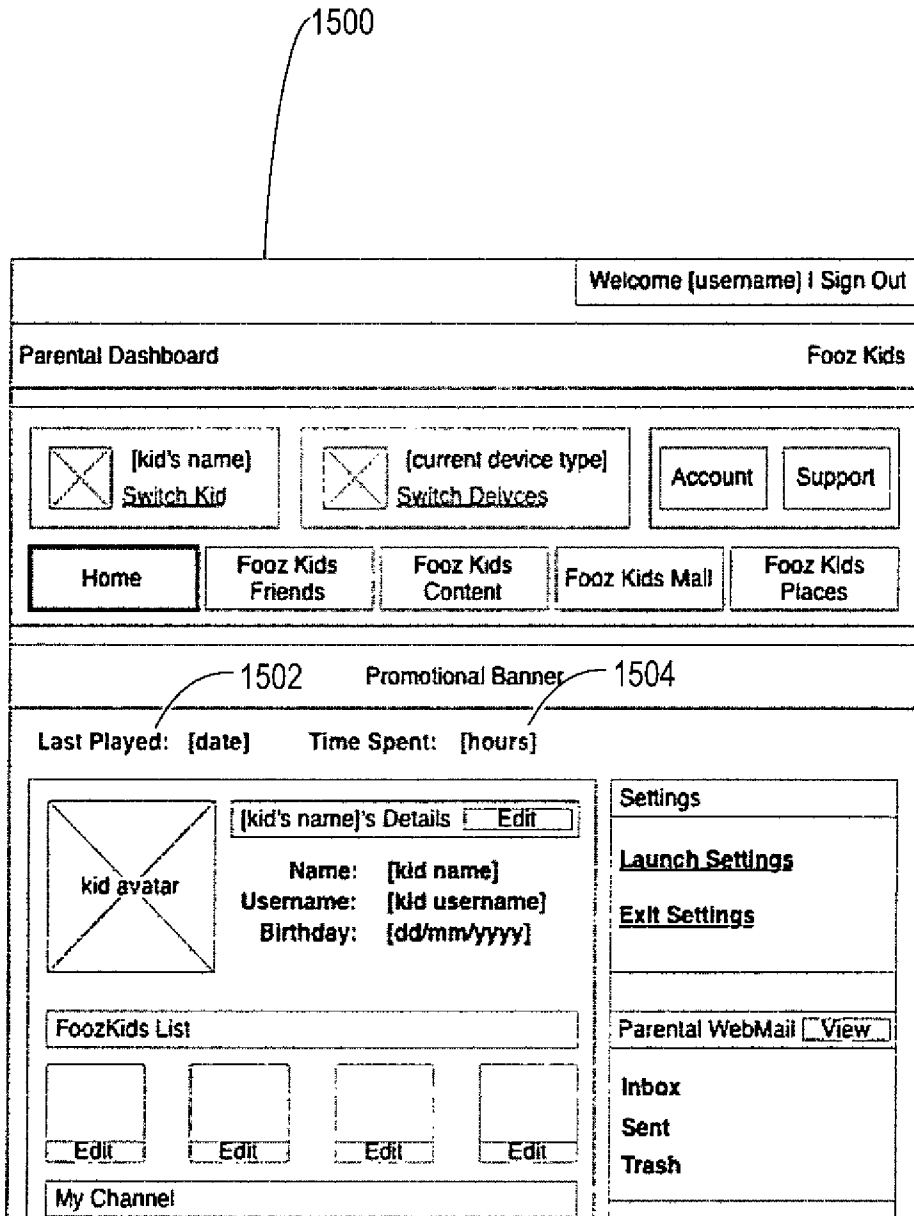 1500
Welcome [username] | Sign Out
Parental Dashboard Fooz Kids
[kid's name] [current device type]
Switch Kid Switch Deivces Account Support
Home Fooz Kids Friends Fooz Kids Content Fooz Kids Mail Fooz Kids Places
1502 Promotional Banner 1504
Last Played: [date] Time Spent: [hours]
[kid's name]'s Details Edit
kid avatar
Name: [kid name]
Username: [kid username]
Birthday: [dd/mm/yyyy]
Settings
Launch Settings
Exit Settings
FoozKids List
Edit Edit Edit Edit
My Channel
Parental WebMail View
Inbox
Sent
Trash